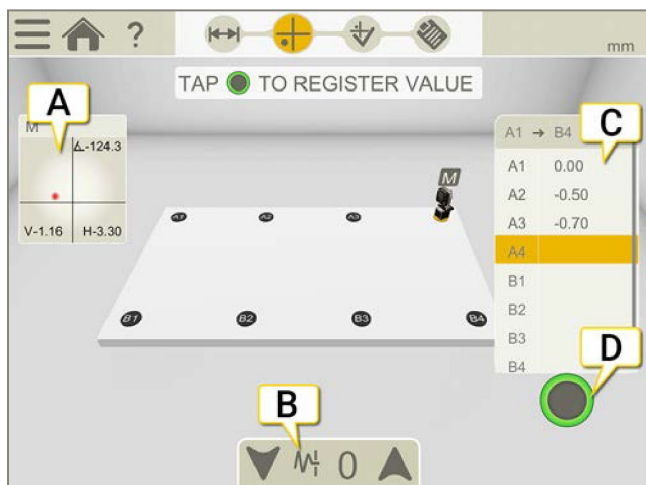 ?
mm
TAP TO REGISTER VALUE
A
M
∡-124.3
V-1.16 H-3.30
M
A1 A2 A3
B1 B2 B3 B4
C
A1 → B4
A1 0.00
A2 -0.50
A3 -0.70
A4
B1
B2
B3
B4
D
B
0